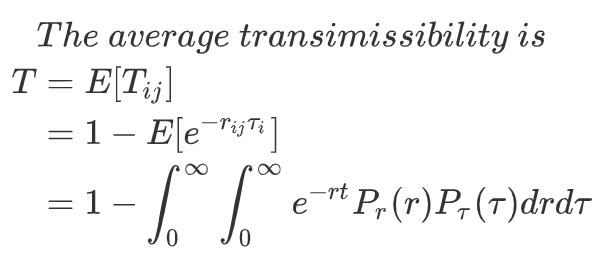 The average transimissibility is
T = E[T_{ij}]
= 1 − E[e^{−r_{ij}τ_i}]
= 1 − ∫_0^∞ ∫_0^∞ e^{−rt} P_r(r)P_τ(τ)drdτ